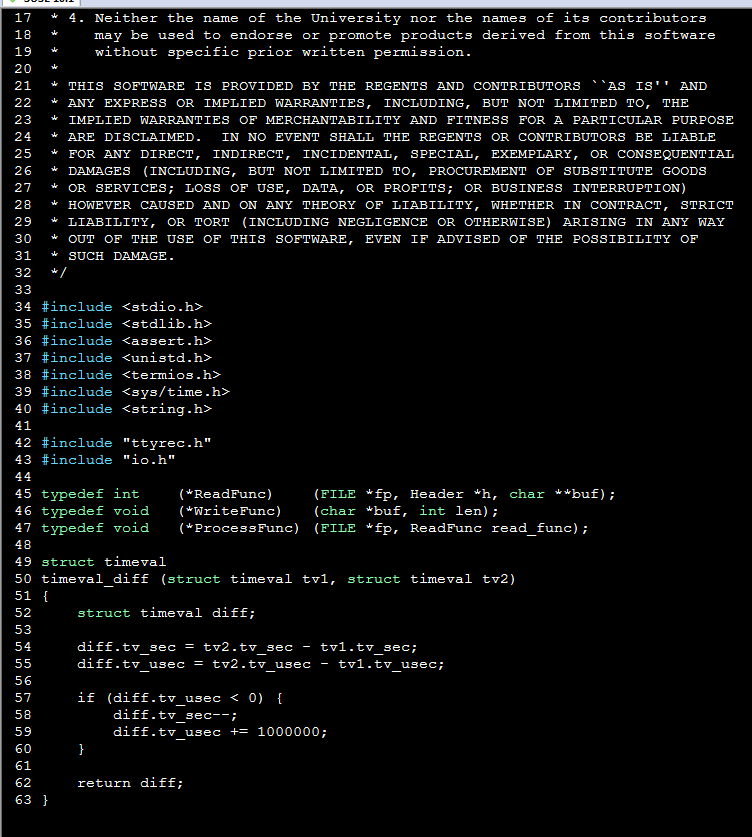 17  * 4. Neither the name of the University nor the names of its contributors
18  *    may be used to endorse or promote products derived from this software
19  *    without specific prior written permission.
20  *
21  * THIS SOFTWARE IS PROVIDED BY THE REGENTS AND CONTRIBUTORS ``AS IS'' AND
22  * ANY EXPRESS OR IMPLIED WARRANTIES, INCLUDING, BUT NOT LIMITED TO, THE
23  * IMPLIED WARRANTIES OF MERCHANTABILITY AND FITNESS FOR A PARTICULAR PURPOSE
24  * ARE DISCLAIMED.  IN NO EVENT SHALL THE REGENTS OR CONTRIBUTORS BE LIABLE
25  * FOR ANY DIRECT, INDIRECT, INCIDENTAL, SPECIAL, EXEMPLARY, OR CONSEQUENTIAL
26  * DAMAGES (INCLUDING, BUT NOT LIMITED TO, PROCUREMENT OF SUBSTITUTE GOODS
27  * OR SERVICES; LOSS OF USE, DATA, OR PROFITS; OR BUSINESS INTERRUPTION)
28  * HOWEVER CAUSED AND ON ANY THEORY OF LIABILITY, WHETHER IN CONTRACT, STRICT
29  * LIABILITY, OR TORT (INCLUDING NEGLIGENCE OR OTHERWISE) ARISING IN ANY WAY
30  * OUT OF THE USE OF THIS SOFTWARE, EVEN IF ADVISED OF THE POSSIBILITY OF
31  * SUCH DAMAGE.
32  */
33
34 #include <stdio.h>
35 #include <stdlib.h>
36 #include <assert.h>
37 #include <unistd.h>
38 #include <termios.h>
39 #include <sys/time.h>
40 #include <string.h>
41
42 #include "ttyrec.h"
43 #include "io.h"
44
45 typedef int    (*ReadFunc)    (FILE *fp, Header *h, char **buf);
46 typedef void   (*WriteFunc)   (char *buf, int len);
47 typedef void   (*ProcessFunc) (FILE *fp, ReadFunc read_func);
48
49 struct timeval
50 timeval_diff (struct timeval tv1, struct timeval tv2)
51 {
52     struct timeval diff;
53
54     diff.tv_sec = tv2.tv_sec - tv1.tv_sec;
55     diff.tv_usec = tv2.tv_usec - tv1.tv_usec;
56
57     if (diff.tv_usec < 0) {
58         diff.tv_sec--;
59         diff.tv_usec += 1000000;
60     }
61
62     return diff;
63 }